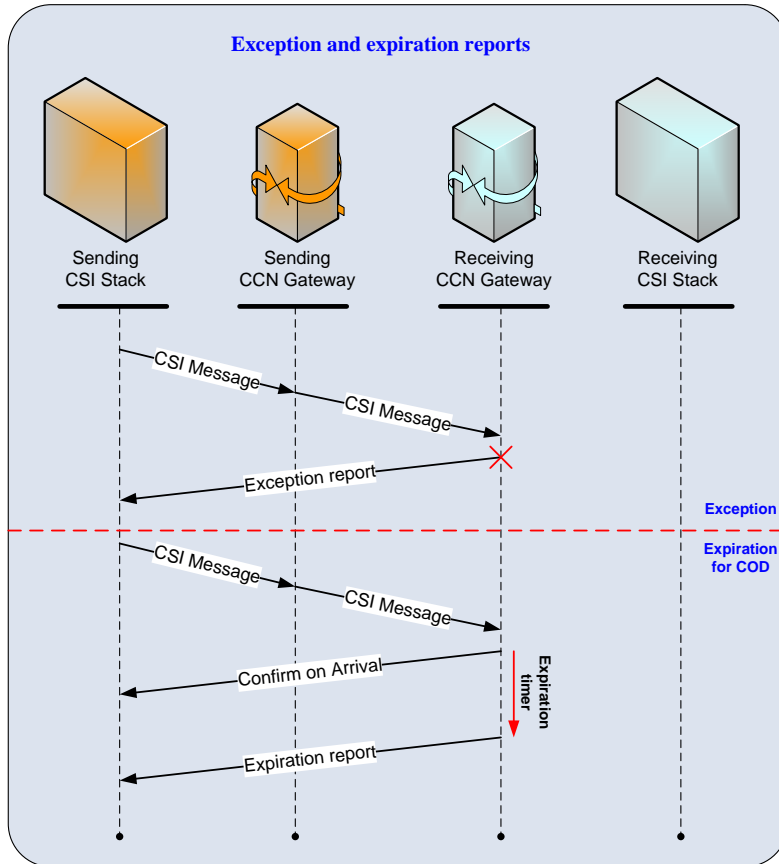 Exception and expiration reports
Sending
CSI Stack
Sending
CCN Gateway
Receiving
CCN Gateway
Receiving
CSI Stack
CSI Message
CSI Message
Exception report
Exception
Expiration
for COD
CSI Message
CSI Message
Confirm on Arrival
Expiration
timer
Expiration report